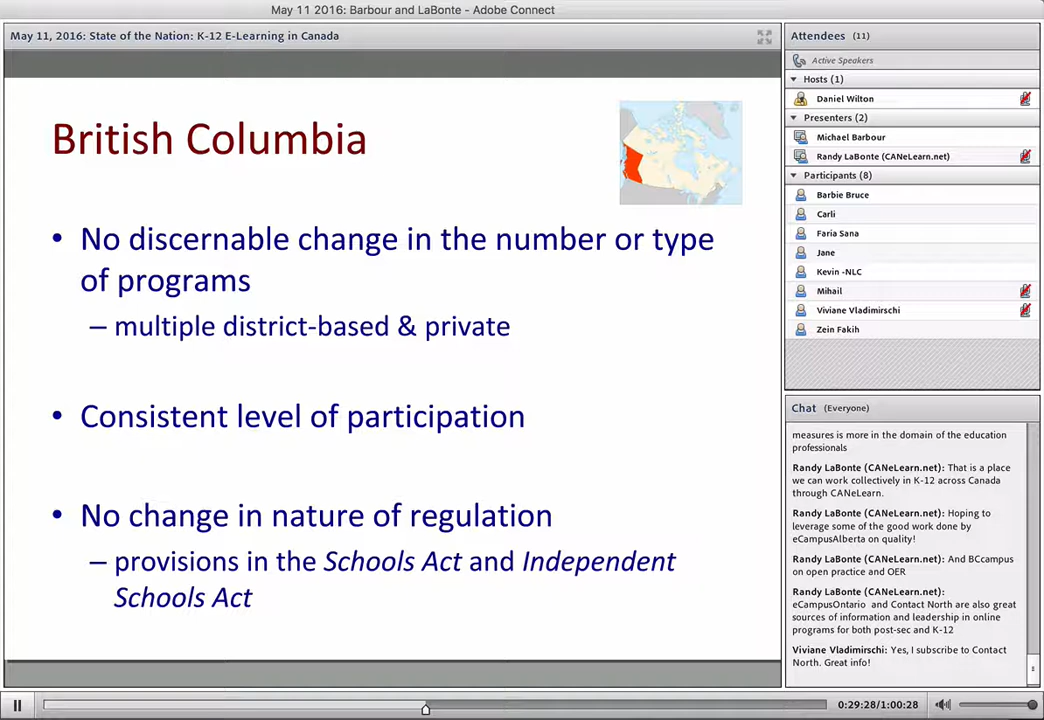 May 11 2016: Barbour and LaBonte - Adobe Connect
May 11, 2016: State of the Nation: K-12 E-Learning in Canada
British Columbia
• No discernable change in the number or type
of programs
– multiple district-based & private
• Consistent level of participation
• No change in nature of regulation
– provisions in the Schools Act and Independent
Schools Act
Attendees (11)
Active Speakers
Hosts (1)
Daniel Wilton
Presenters (2)
Michael Barbour
Randy LaBonte (CANeLearn.net)
Participants (8)
Barbie Bruce
Carli
Faria Sana
Jane
Kevin -NLC
Mihail
Viviane Vladimirschi
Zein Fakih
Chat (Everyone)
measures is more in the domain of the education
professionals
Randy LaBonte (CANeLearn.net): That is a place
we can work collectively in K-12 across Canada
through CANeLearn.
Randy LaBonte (CANeLearn.net): Hoping to
leverage some of the good work done by
eCampusAlberta on quality!
Randy LaBonte (CANeLearn.net): And BCcampus
on open practice and OER
Randy LaBonte (CANeLearn.net):
eCampusOntario and Contact North are also great
sources of information and leadership in online
programs for both post-sec and K-12
Viviane Vladimirschi: Yes, I subscribe to Contact
North. Great info!
0:29:28/1:00:28